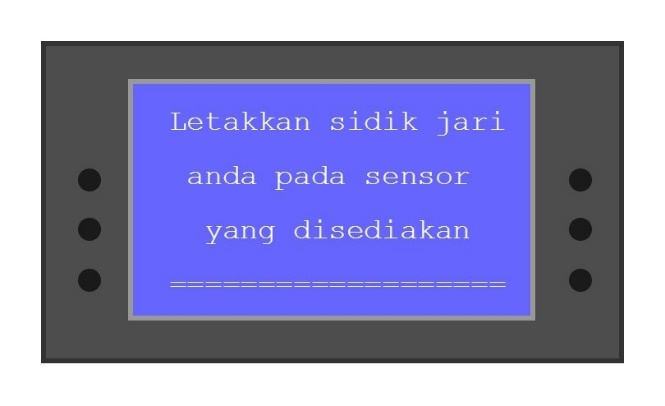 Letakkan sidik jari
anda pada sensor
yang disediakan
===================